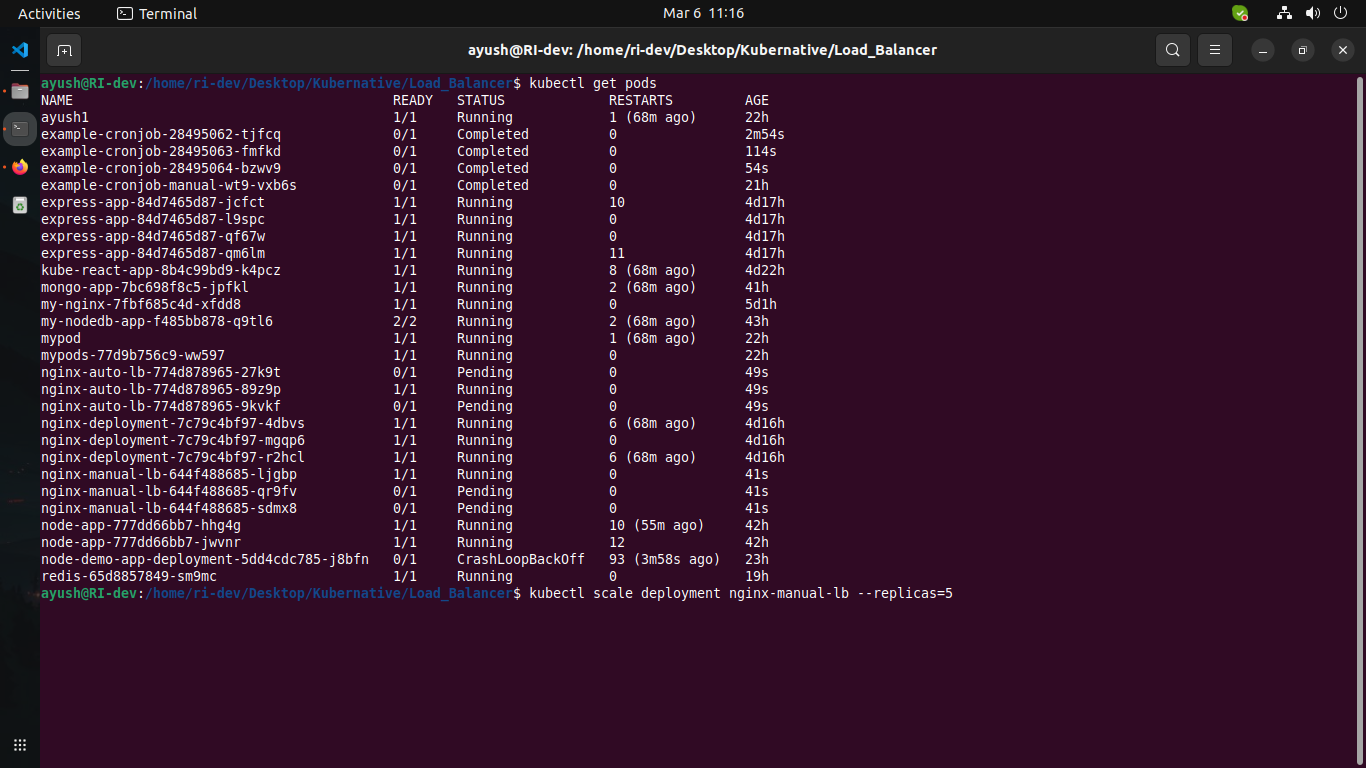 Activities Terminal Mar 6 11:16
ayush@RI-dev: /home/ri-dev/Desktop/Kubernative/Load_Balancer
ayush@RI-dev:/home/ri-dev/Desktop/Kubernative/Load_Balancer$ kubectl get pods
NAME READY STATUS RESTARTS AGE
ayush1 1/1 Running 1 (68m ago) 22h
example-cronjob-28495062-tjfcq 0/1 Completed 0 2m54s
example-cronjob-28495063-fmfkd 0/1 Completed 0 114s
example-cronjob-28495064-bzwv9 0/1 Completed 0 54s
example-cronjob-manual-wt9-vxb6s 0/1 Completed 0 21h
express-app-84d7465d87-jcfct 1/1 Running 10 4d17h
express-app-84d7465d87-l9spc 1/1 Running 0 4d17h
express-app-84d7465d87-qf67w 1/1 Running 0 4d17h
express-app-84d7465d87-qm6lm 1/1 Running 11 4d17h
kube-react-app-8b4c99bd9-k4pcz 1/1 Running 8 (68m ago) 4d22h
mongo-app-7bc698f8c5-jpfkl 1/1 Running 2 (68m ago) 41h
my-nginx-7fbf685c4d-xfdd8 1/1 Running 0 5d1h
my-nodedb-app-f485bb878-q9tl6 2/2 Running 2 (68m ago) 43h
mypod 1/1 Running 1 (68m ago) 22h
mypods-77d9b756c9-ww597 1/1 Running 0 22h
nginx-auto-lb-774d878965-27k9t 0/1 Pending 0 49s
nginx-auto-lb-774d878965-89z9p 1/1 Running 0 49s
nginx-auto-lb-774d878965-9kvkf 0/1 Pending 0 49s
nginx-deployment-7c79c4bf97-4dbvs 1/1 Running 6 (68m ago) 4d16h
nginx-deployment-7c79c4bf97-mgqp6 1/1 Running 0 4d16h
nginx-deployment-7c79c4bf97-r2hcl 1/1 Running 6 (68m ago) 4d16h
nginx-manual-lb-644f488685-ljgbp 1/1 Running 0 41s
nginx-manual-lb-644f488685-qr9fv 0/1 Pending 0 41s
nginx-manual-lb-644f488685-sdmx8 0/1 Pending 0 41s
node-app-777dd66bb7-hhg4g 1/1 Running 10 (55m ago) 42h
node-app-777dd66bb7-jwvnr 1/1 Running 12 42h
node-demo-app-deployment-5dd4cdc785-j8bfn 0/1 CrashLoopBackOff 93 (3m58s ago) 23h
redis-65d8857849-sm9mc 1/1 Running 0 19h
ayush@RI-dev:/home/ri-dev/Desktop/Kubernative/Load_Balancer$ kubectl scale deployment nginx-manual-lb --replicas=5